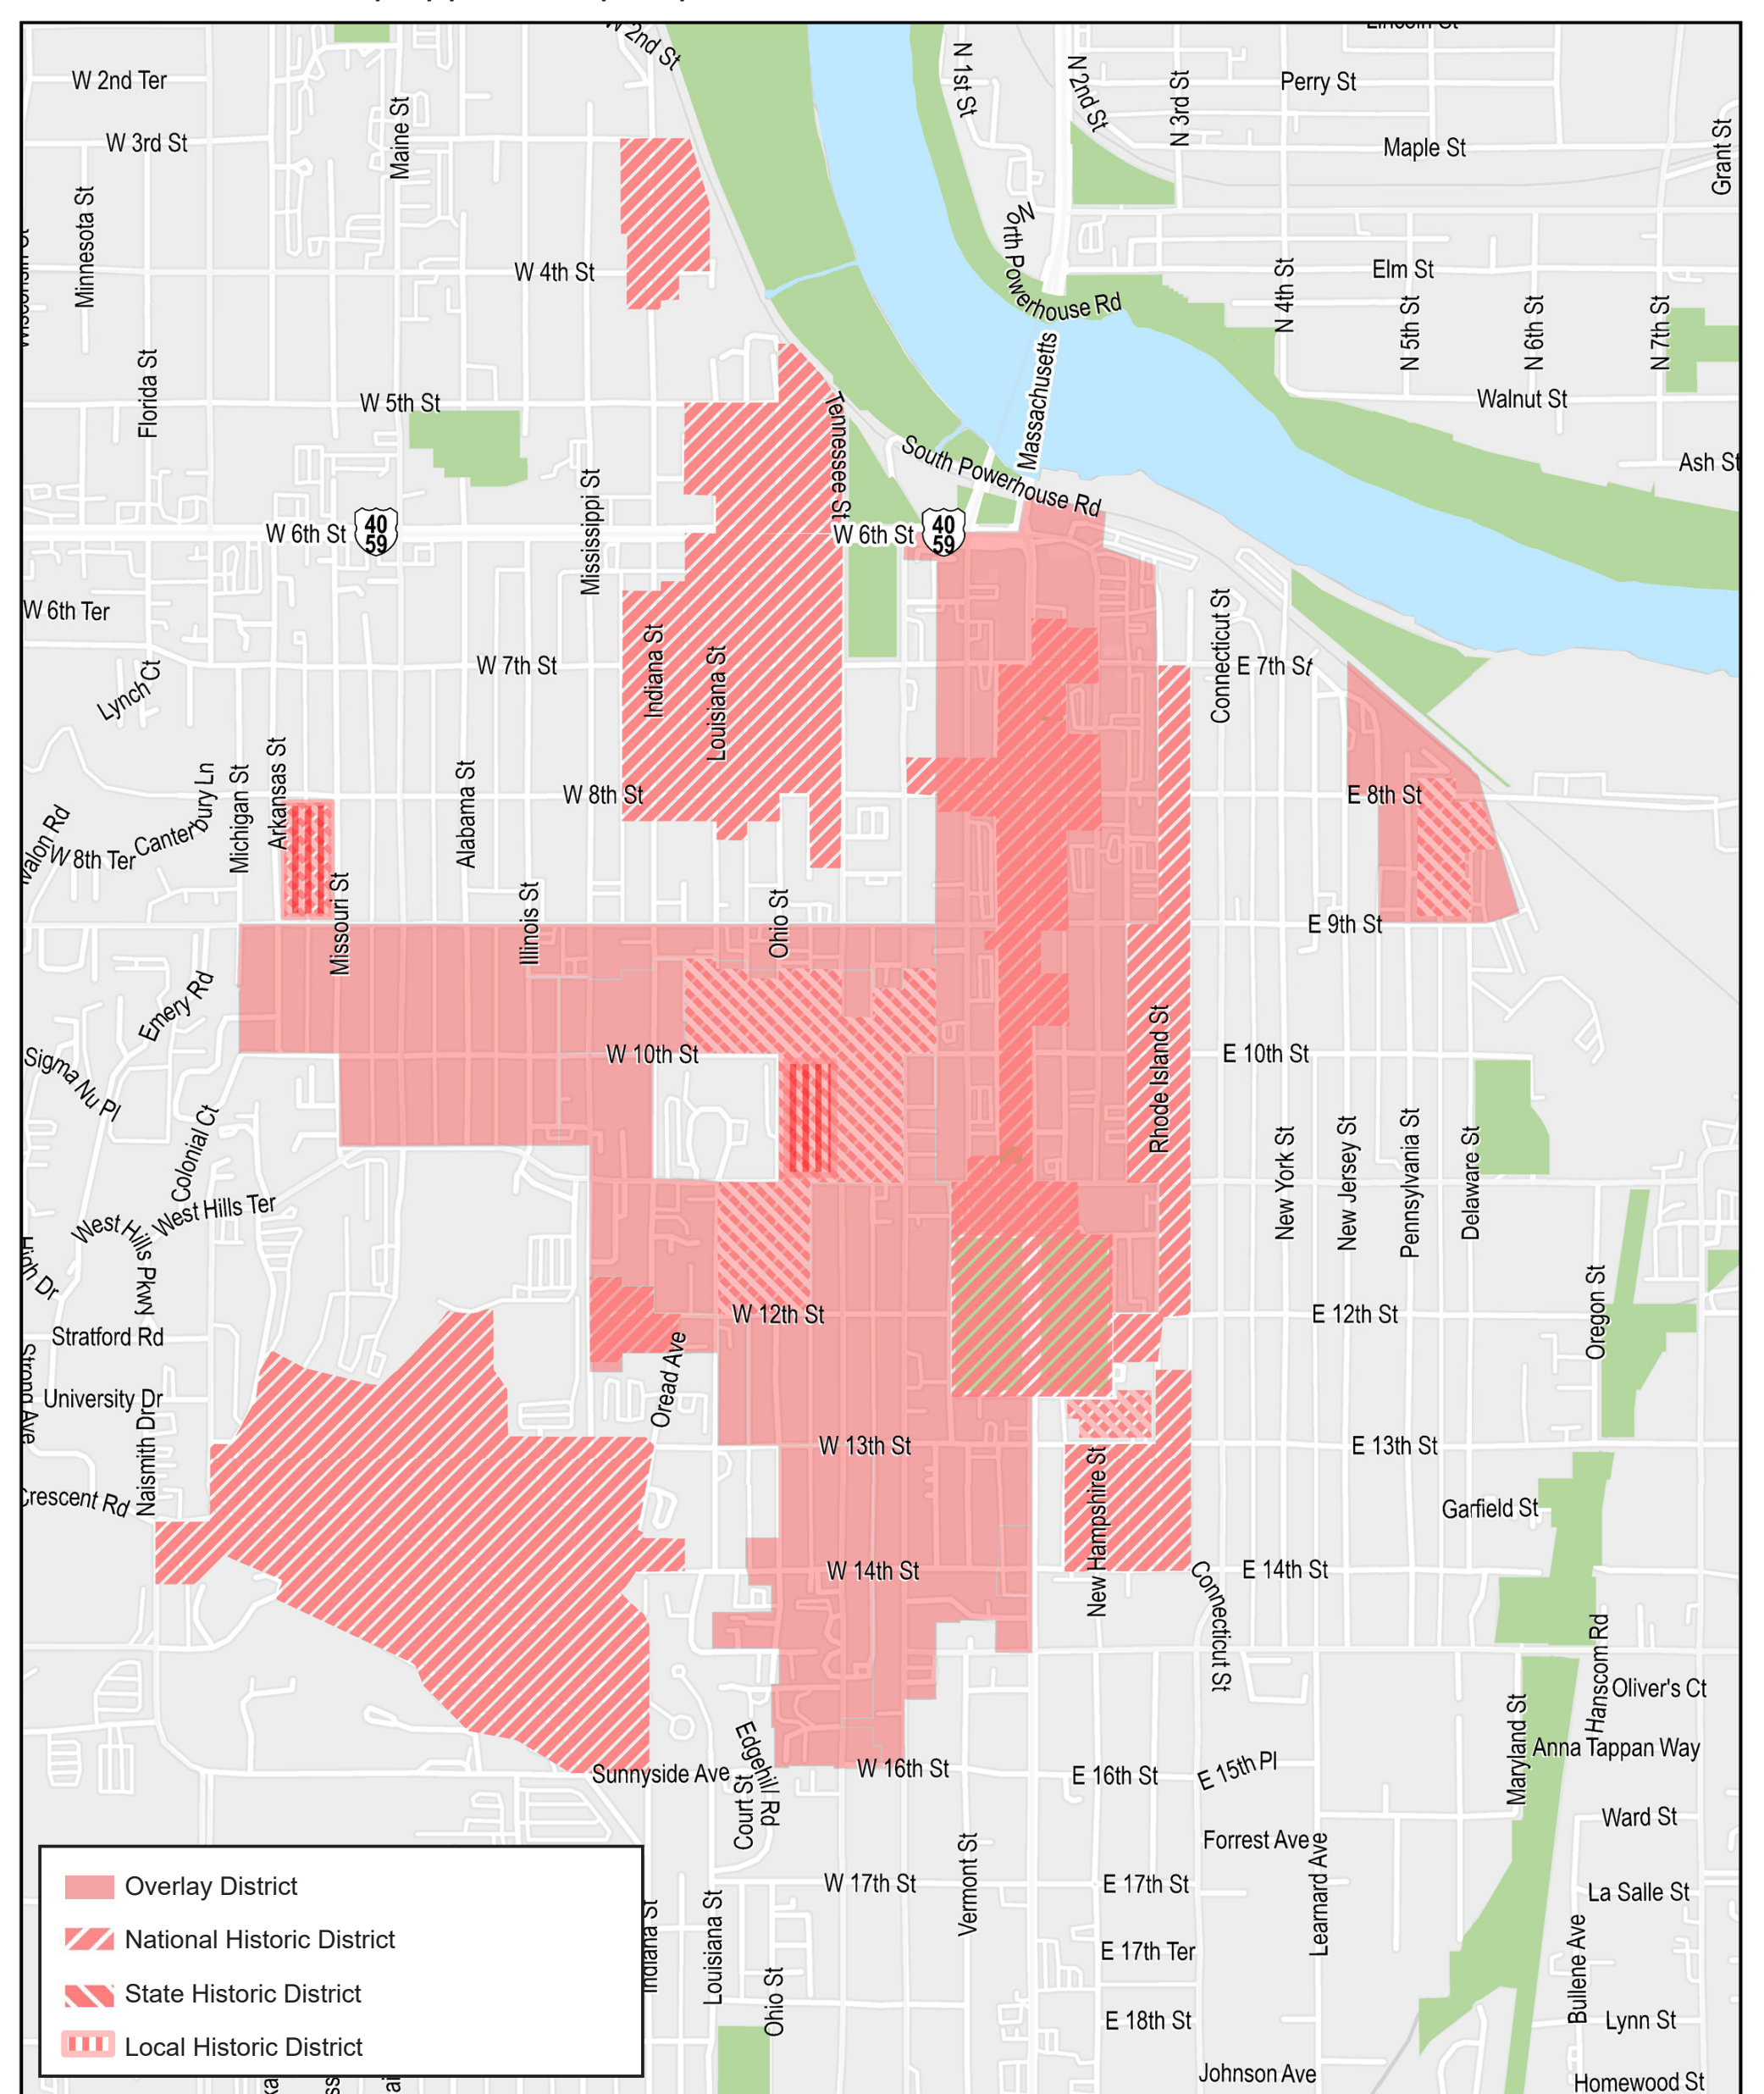 W 2nd St
N 1st St
N 2nd St
N 3rd St
Lincoln St
W 2nd Ter
Perry St
Maine St
W 3rd St
Maple St
Grant St
Minnesota St
North Powerhouse Rd
W 4th St
Elm St
N 4th St
N 5th St
N 6th St
N 7th St
Florida St
W 5th St
Massachusetts
Walnut St
Tennessee St
South Powerhouse Rd
Ash St
W 6th St
40
59
Mississippi St
W 6th St
40
59
W 6th Ter
Connecticut St
Indiana St
Louisiana St
W 7th St
E 7th St
Lynch Ct
Canterbury Ln
Michigan St
Arkansas St
Alabama St
W 8th St
E 8th St
W 8th Ter
Missouri St
Illinois St
Ohio St
E 9th St
Emery Rd
Sigma Nu Pl
W 10th St
Rhode Island St
E 10th St
Colonial Ct
New York St
New Jersey St
Pennsylvania St
Delaware St
West Hills Ter
West Hills Pkwy
High Dr
Stratford Rd
W 12th St
E 12th St
Oregon St
Strong Ave
University Dr
Oread Ave
Naismith Dr
W 13th St
E 13th St
Crescent Rd
New Hampshire St
Garfield St
W 14th St
E 14th St
Connecticut St
Hanscom Rd
Oliver's Ct
Maryland St
Anna Tappan Way
Edgehill Rd
Court St
Sunnyside Ave
W 16th St
E 16th St
E 15th Pl
Ward St
Forrest Ave
Learnard Ave
Vermont St
W 17th St
E 17th St
La Salle St
Indiana St
Louisiana St
Ohio St
E 17th Ter
Bullene Ave
E 18th St
Lynn St
Johnson Ave
Homewood St
Overlay District
National Historic District
State Historic District
Local Historic District